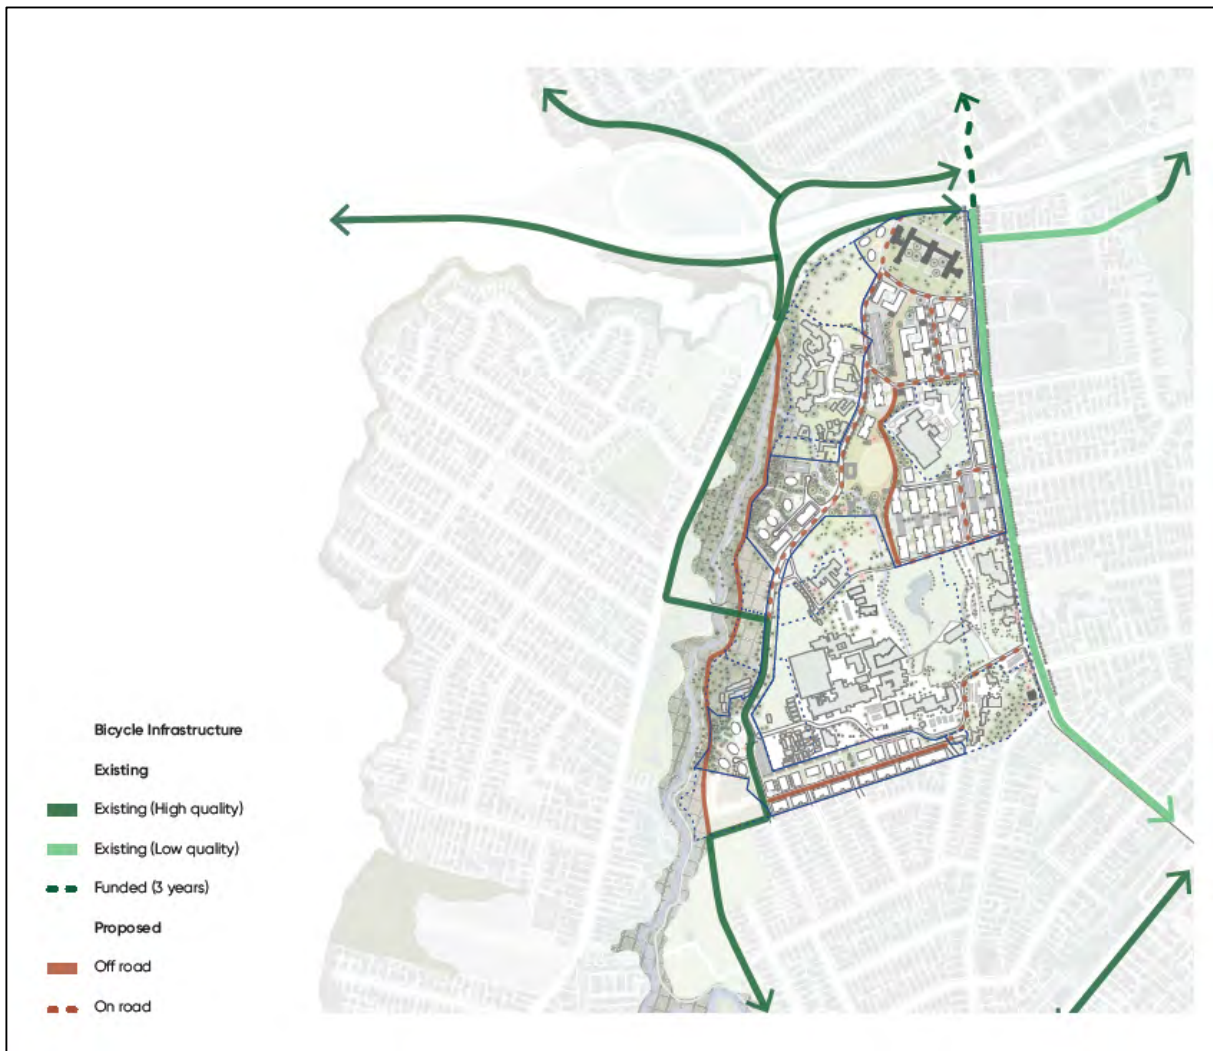 Bicycle Infrastructure
Existing
Existing (High quality)
Existing (Low quality)
Funded (3 years)
Proposed
Off road
On road